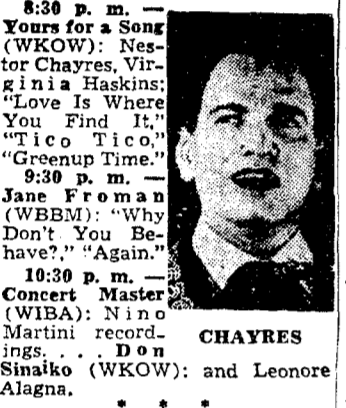 8:30 p. m. —
Yours for a Song
(WKOW): Nes-
tor Chayres, Vir-
ginia Haskins;
"Love Is Where
You Find It,"
"Tico Tico,"
"Greenup Time."
9:30 p. m. —
Jane Froman
(WBBM): "Why
Don't You Be-
have?," "Again."
10:30 p. m. —
Concert Master
(WIBA): Nino
Martini record-
ings. . . . Don
Sinaiko (WKOW): and Leonore
Alagna.
CHAYRES
* * *